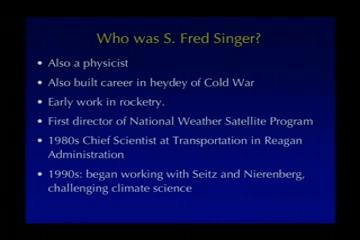 Who was S. Fred Singer?
• Also a physicist
• Also built career in heydey of Cold War
• Early work in rocketry.
• First director of National Weather Satellite Program
• 1980s Chief Scientist at Transportation in Reagan
Administration
• 1990s: began working with Seitz and Nierenberg,
challenging climate science